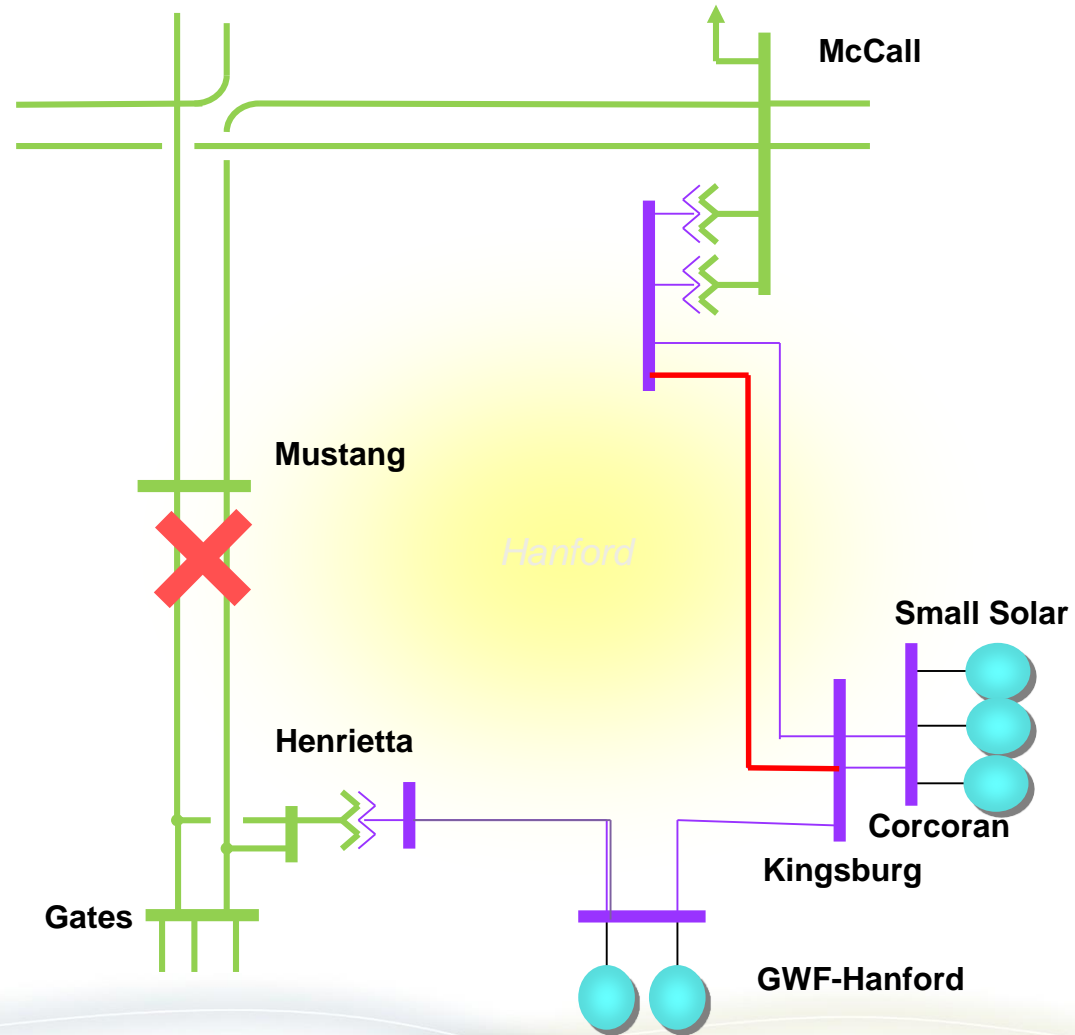 McCall
Mustang
Hanford
Small Solar
Henrietta
Corcoran
Kingsburg
Gates
GWF-Hanford